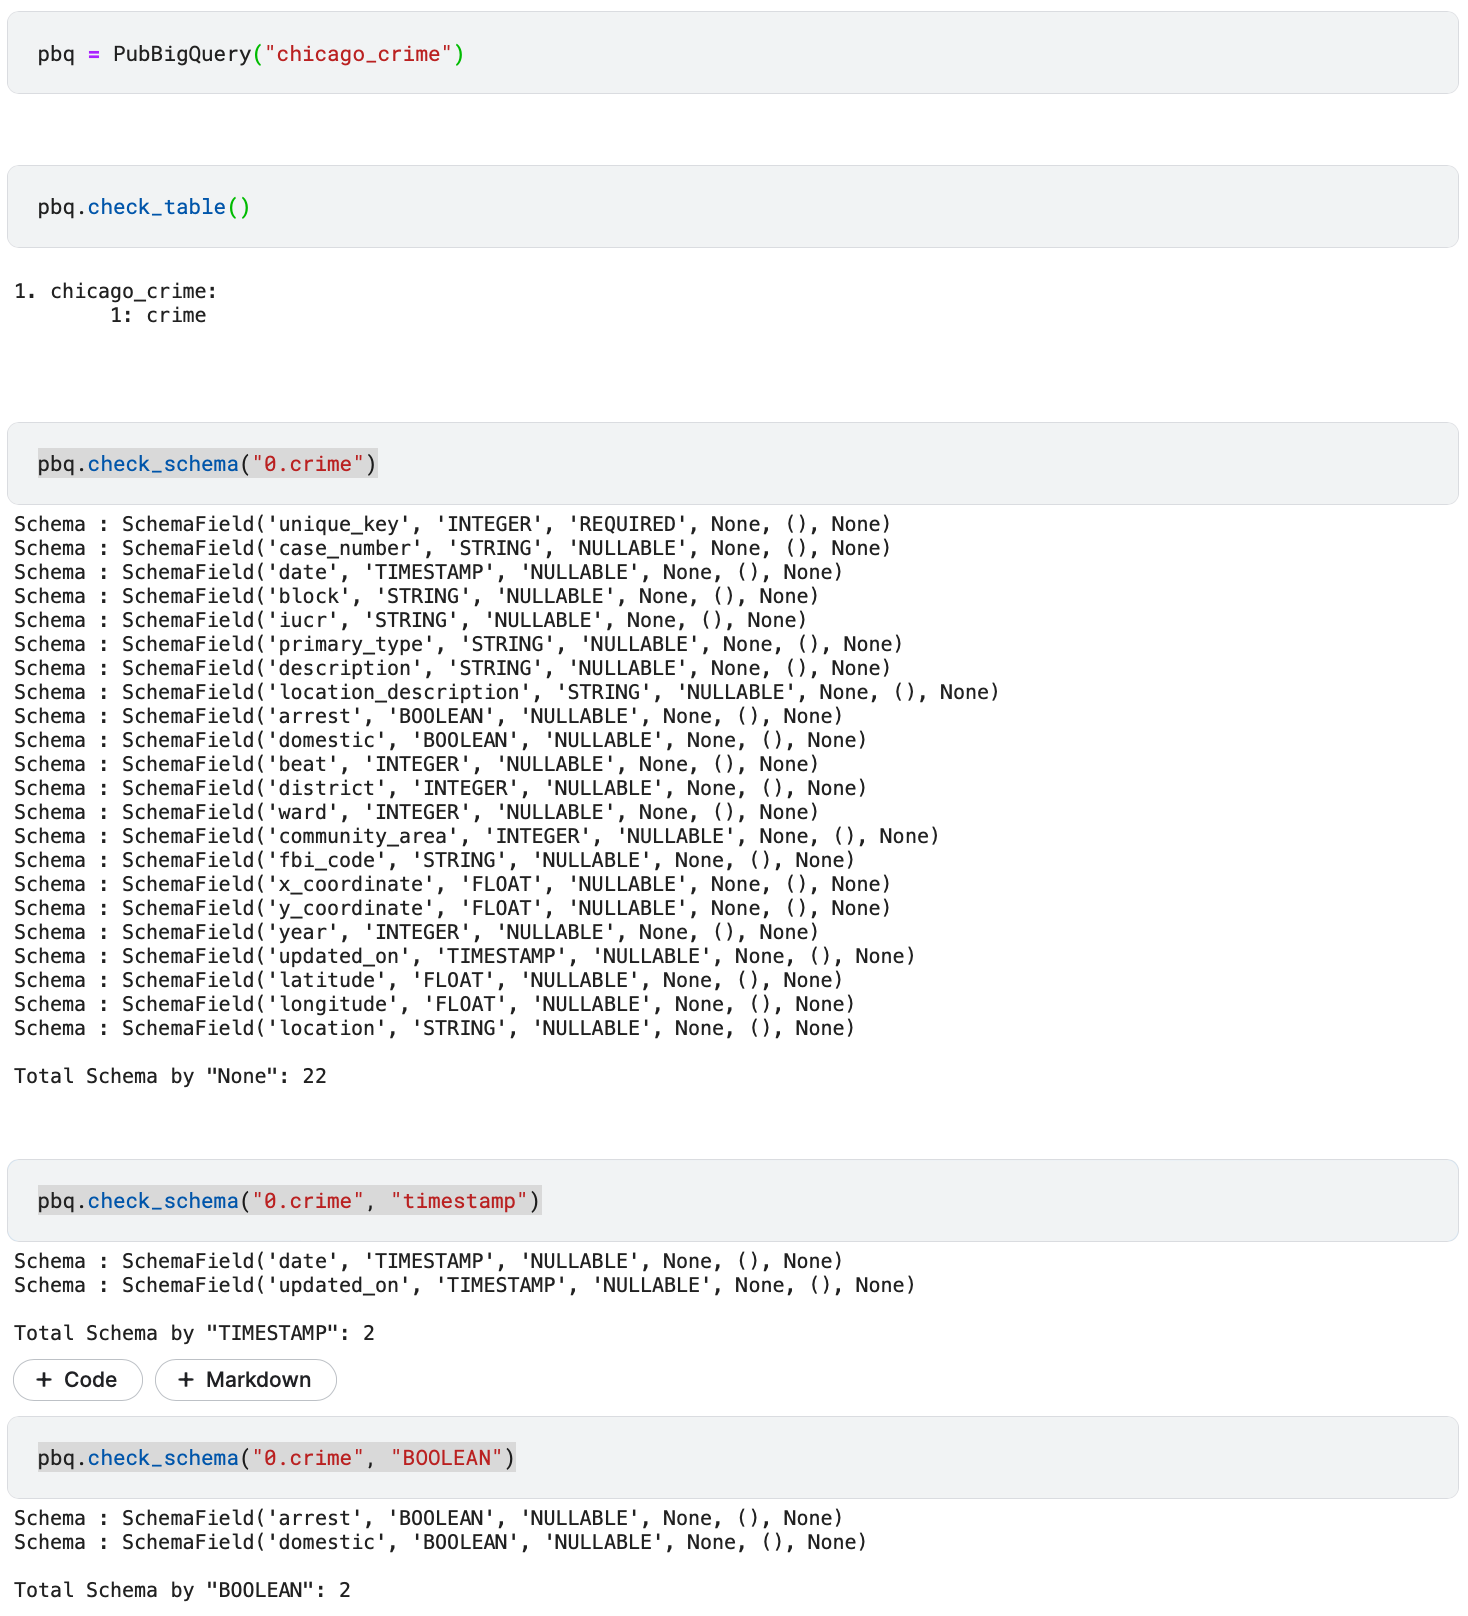 pbq = PubBigQuery("chicago_crime")
pbq.check_table()
1. chicago_crime:
        1: crime
pbq.check_schema("0.crime")
Schema : SchemaField('unique_key', 'INTEGER', 'REQUIRED', None, (), None)
Schema : SchemaField('case_number', 'STRING', 'NULLABLE', None, (), None)
Schema : SchemaField('date', 'TIMESTAMP', 'NULLABLE', None, (), None)
Schema : SchemaField('block', 'STRING', 'NULLABLE', None, (), None)
Schema : SchemaField('iucr', 'STRING', 'NULLABLE', None, (), None)
Schema : SchemaField('primary_type', 'STRING', 'NULLABLE', None, (), None)
Schema : SchemaField('description', 'STRING', 'NULLABLE', None, (), None)
Schema : SchemaField('location_description', 'STRING', 'NULLABLE', None, (), None)
Schema : SchemaField('arrest', 'BOOLEAN', 'NULLABLE', None, (), None)
Schema : SchemaField('domestic', 'BOOLEAN', 'NULLABLE', None, (), None)
Schema : SchemaField('beat', 'INTEGER', 'NULLABLE', None, (), None)
Schema : SchemaField('district', 'INTEGER', 'NULLABLE', None, (), None)
Schema : SchemaField('ward', 'INTEGER', 'NULLABLE', None, (), None)
Schema : SchemaField('community_area', 'INTEGER', 'NULLABLE', None, (), None)
Schema : SchemaField('fbi_code', 'STRING', 'NULLABLE', None, (), None)
Schema : SchemaField('x_coordinate', 'FLOAT', 'NULLABLE', None, (), None)
Schema : SchemaField('y_coordinate', 'FLOAT', 'NULLABLE', None, (), None)
Schema : SchemaField('year', 'INTEGER', 'NULLABLE', None, (), None)
Schema : SchemaField('updated_on', 'TIMESTAMP', 'NULLABLE', None, (), None)
Schema : SchemaField('latitude', 'FLOAT', 'NULLABLE', None, (), None)
Schema : SchemaField('longitude', 'FLOAT', 'NULLABLE', None, (), None)
Schema : SchemaField('location', 'STRING', 'NULLABLE', None, (), None)
Total Schema by "None": 22
pbq.check_schema("0.crime", "timestamp")
Schema : SchemaField('date', 'TIMESTAMP', 'NULLABLE', None, (), None)
Schema : SchemaField('updated_on', 'TIMESTAMP', 'NULLABLE', None, (), None)
Total Schema by "TIMESTAMP": 2
+ Code + Markdown
pbq.check_schema("0.crime", "BOOLEAN")
Schema : SchemaField('arrest', 'BOOLEAN', 'NULLABLE', None, (), None)
Schema : SchemaField('domestic', 'BOOLEAN', 'NULLABLE', None, (), None)
Total Schema by "BOOLEAN": 2